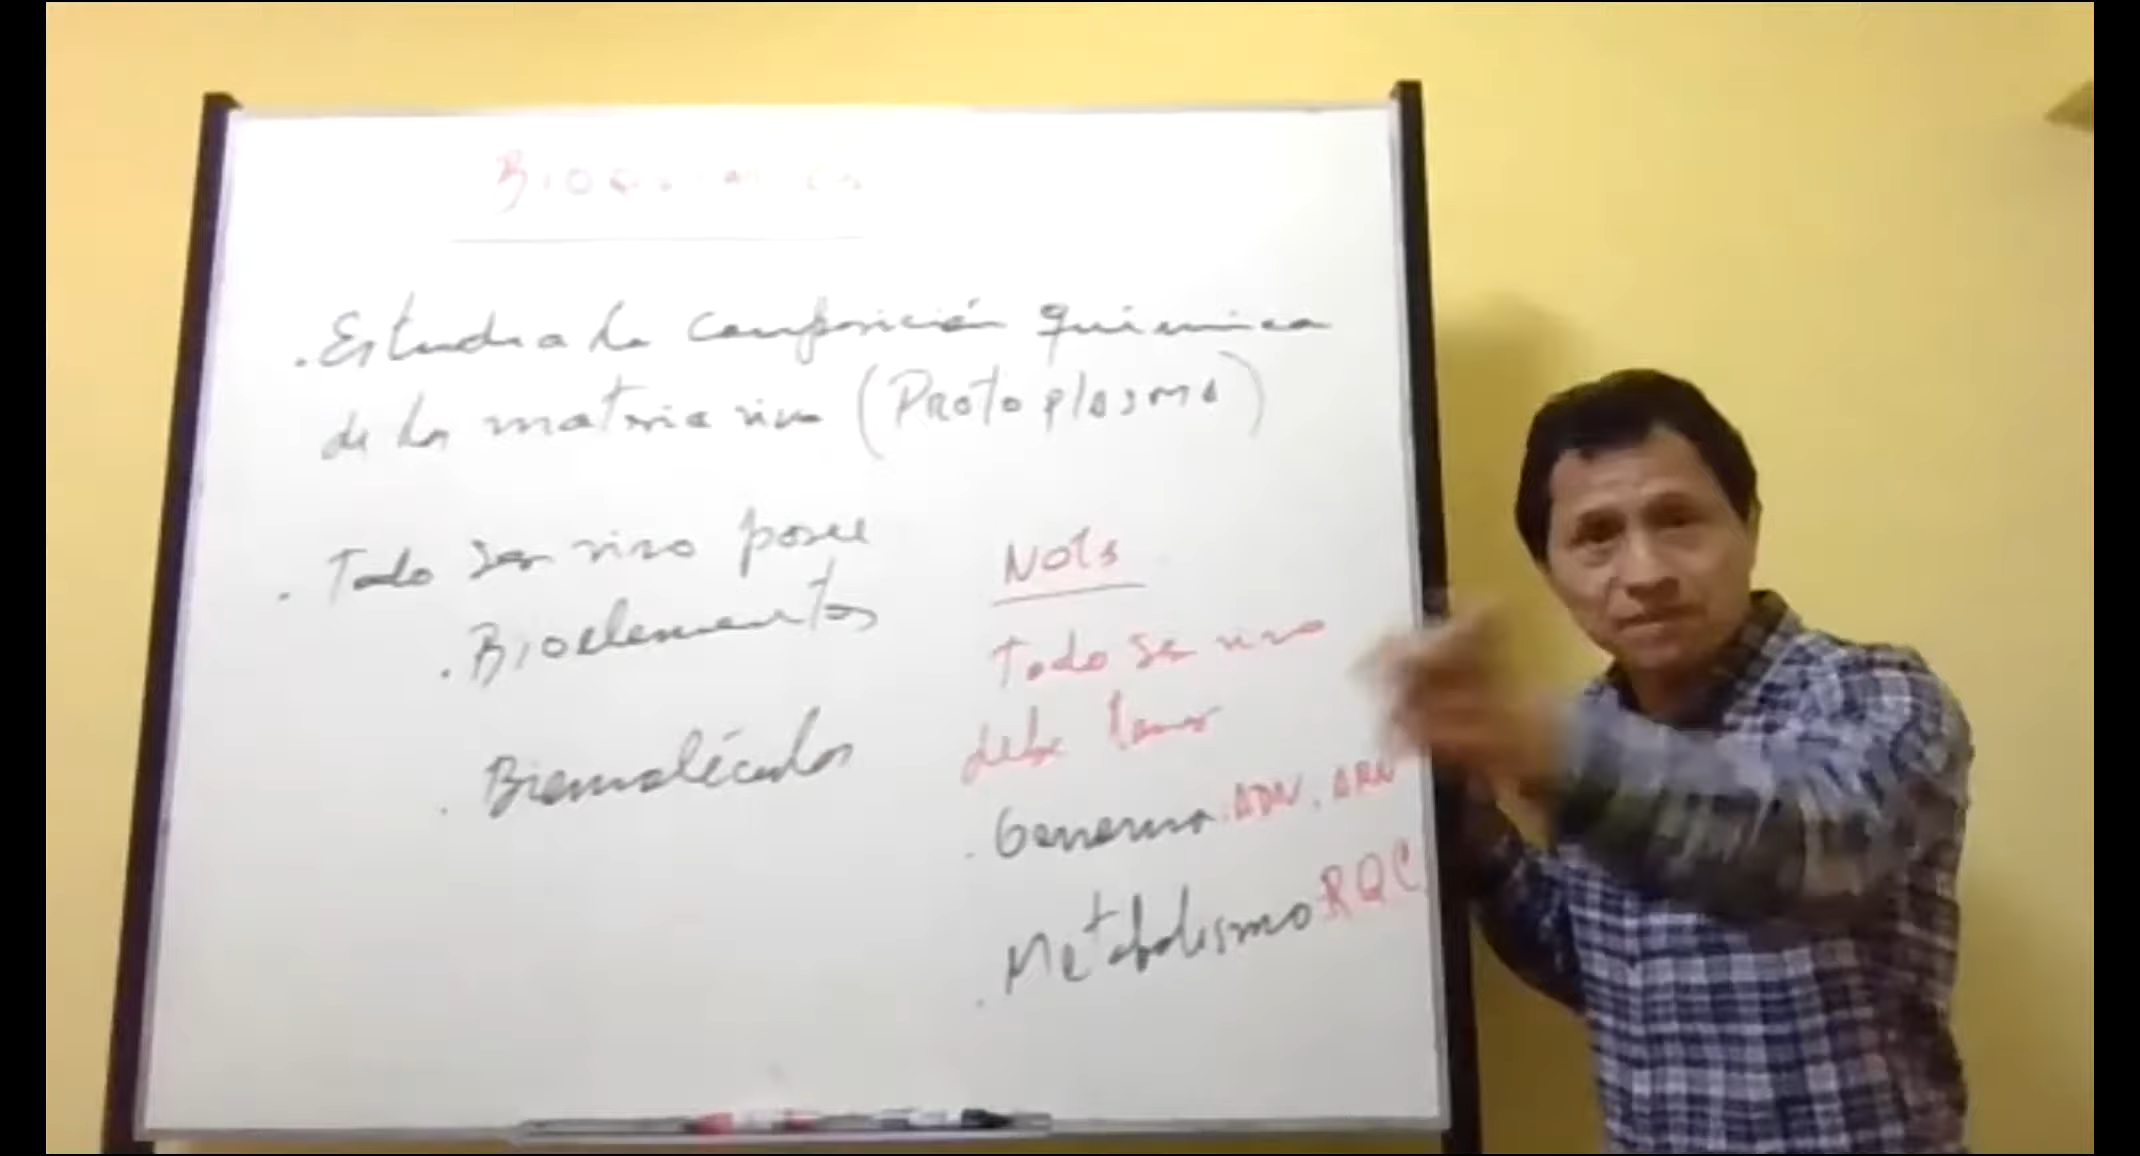 BIOQUIMICA
. Estudia la composición química
de la materia viva (PROTOPLASMA)
. Todo ser vivo posee
. Bioelementos
. Biomoléculas
NOTA
Todo ser vivo
debe tener
. Genoma: ADN, ARN
. Metabolismo: RQC